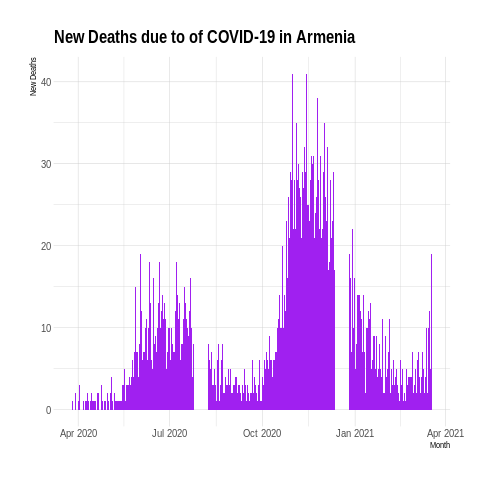 New Deaths due to of COVID-19 in Armenia
New Deaths
40
30
20
10
0
Apr 2020
Jul 2020
Oct 2020
Jan 2021
Apr 2021
Month